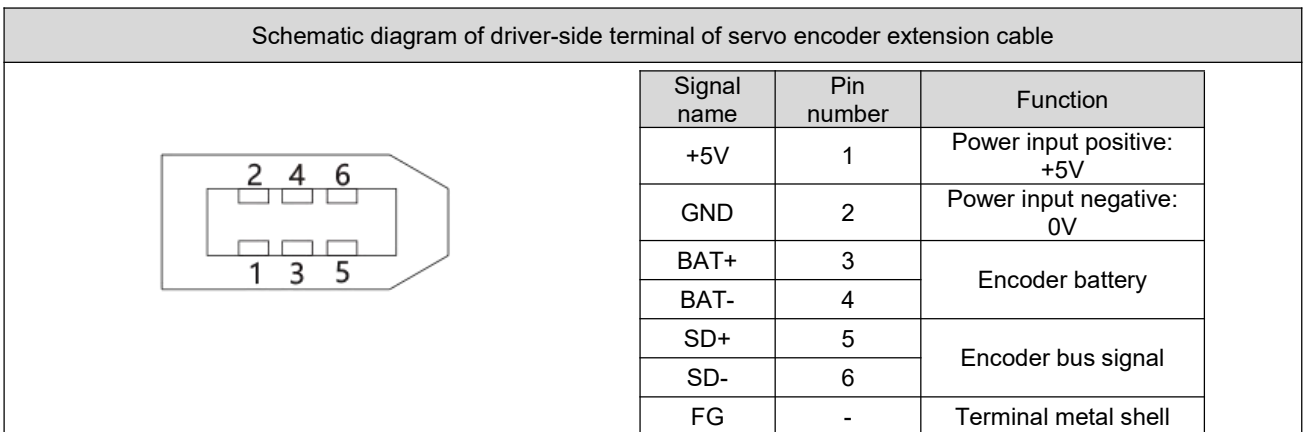 Schematic diagram of driver-side terminal of servo encoder extension cable
2 4 6
1 3 5
Signal name Pin number Function
+5V 1 Power input positive: +5V
GND 2 Power input negative: 0V
BAT+ 3 Encoder battery
BAT- 4
SD+ 5 Encoder bus signal
SD- 6
FG - Terminal metal shell